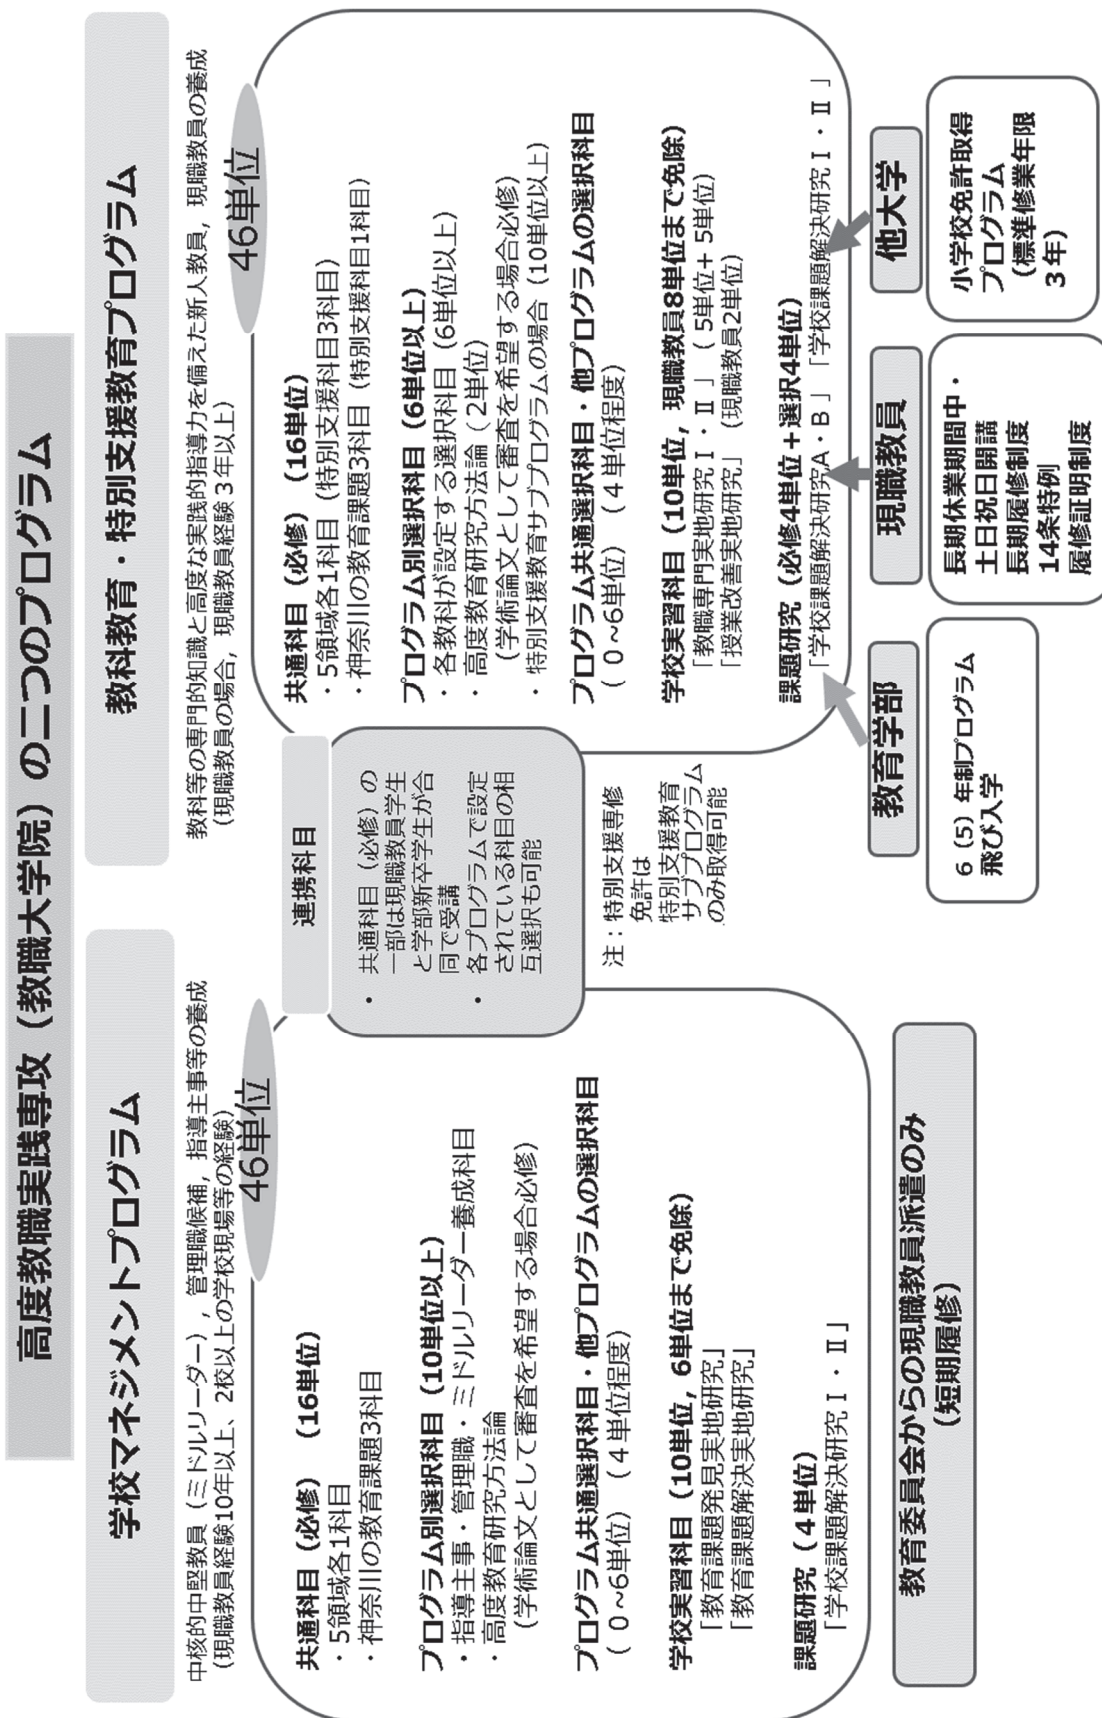 高度教職実践専攻（教職大学院）の二つのプログラム
学校マネジメントプログラム
中核的中堅教員（ミドルリーダー），管理職候補，指導主事等の養成
（現職教員経験10年以上、2校以上の学校現場等の経験）
46単位
共通科目（必修）（16単位）
・5領域各1科目
・神奈川の教育課題3科目
プログラム別選択科目（10単位以上）
・指導主事・管理職・ミドルリーダー養成科目
・高度教育研究方法論
（学術論文として審査を希望する場合必修）
プログラム共通選択科目・他プログラムの選択科目
（0~6単位）（4単位程度）
学校実習科目（10単位，6単位まで免除）
「教育課題発見実地研究」
「教育課題解決実地研究」
課題研究（4単位）
「学校課題解決研究Ⅰ・Ⅱ」
教育委員会からの現職教員派遣のみ
（短期履修）
連携科目
・ 共通科目（必修）の
一部は現職教員学生
と学部新卒学生が合
同で受講
・ 各プログラムで設定
されている科目の相
互選択も可能
注：特別支援専修
免許は
特別支援教育
サブプログラム
のみ取得可能
教科教育・特別支援教育プログラム
教科等の専門的知識と高度な実践的指導力を備えた新人教員，現職教員の養成
（現職教員の場合，現職教員経験３年以上）
46単位
共通科目（必修）（16単位）
・5領域各1科目（特別支援科目3科目）
・神奈川の教育課題3科目（特別支援科目1科目）
プログラム別選択科目（6単位以上）
・各教科が設定する選択科目（6単位以上）
・高度教育研究方法論（2単位）
（学術論文として審査を希望する場合必修）
・特別支援教育サブプログラムの場合（10単位以上）
プログラム共通選択科目・他プログラムの選択科目
（0~6単位）（4単位程度）
学校実習科目（10単位，現職教員8単位まで免除）
「教職専門実地研究Ⅰ・Ⅱ」（5単位+5単位）
「授業改善実地研究」（現職教員2単位）
課題研究（必修4単位＋選択4単位）
「学校課題解決研究A・B」「学校課題解決研究Ⅰ・Ⅱ」
教育学部
6（5）年制プログラム
飛び入学
現職教員
長期休業期間中・
土日祝日開講
長期履修制度
14条特例
履修証明制度
他大学
小学校免許取得
プログラム
（標準修業年限
３年）